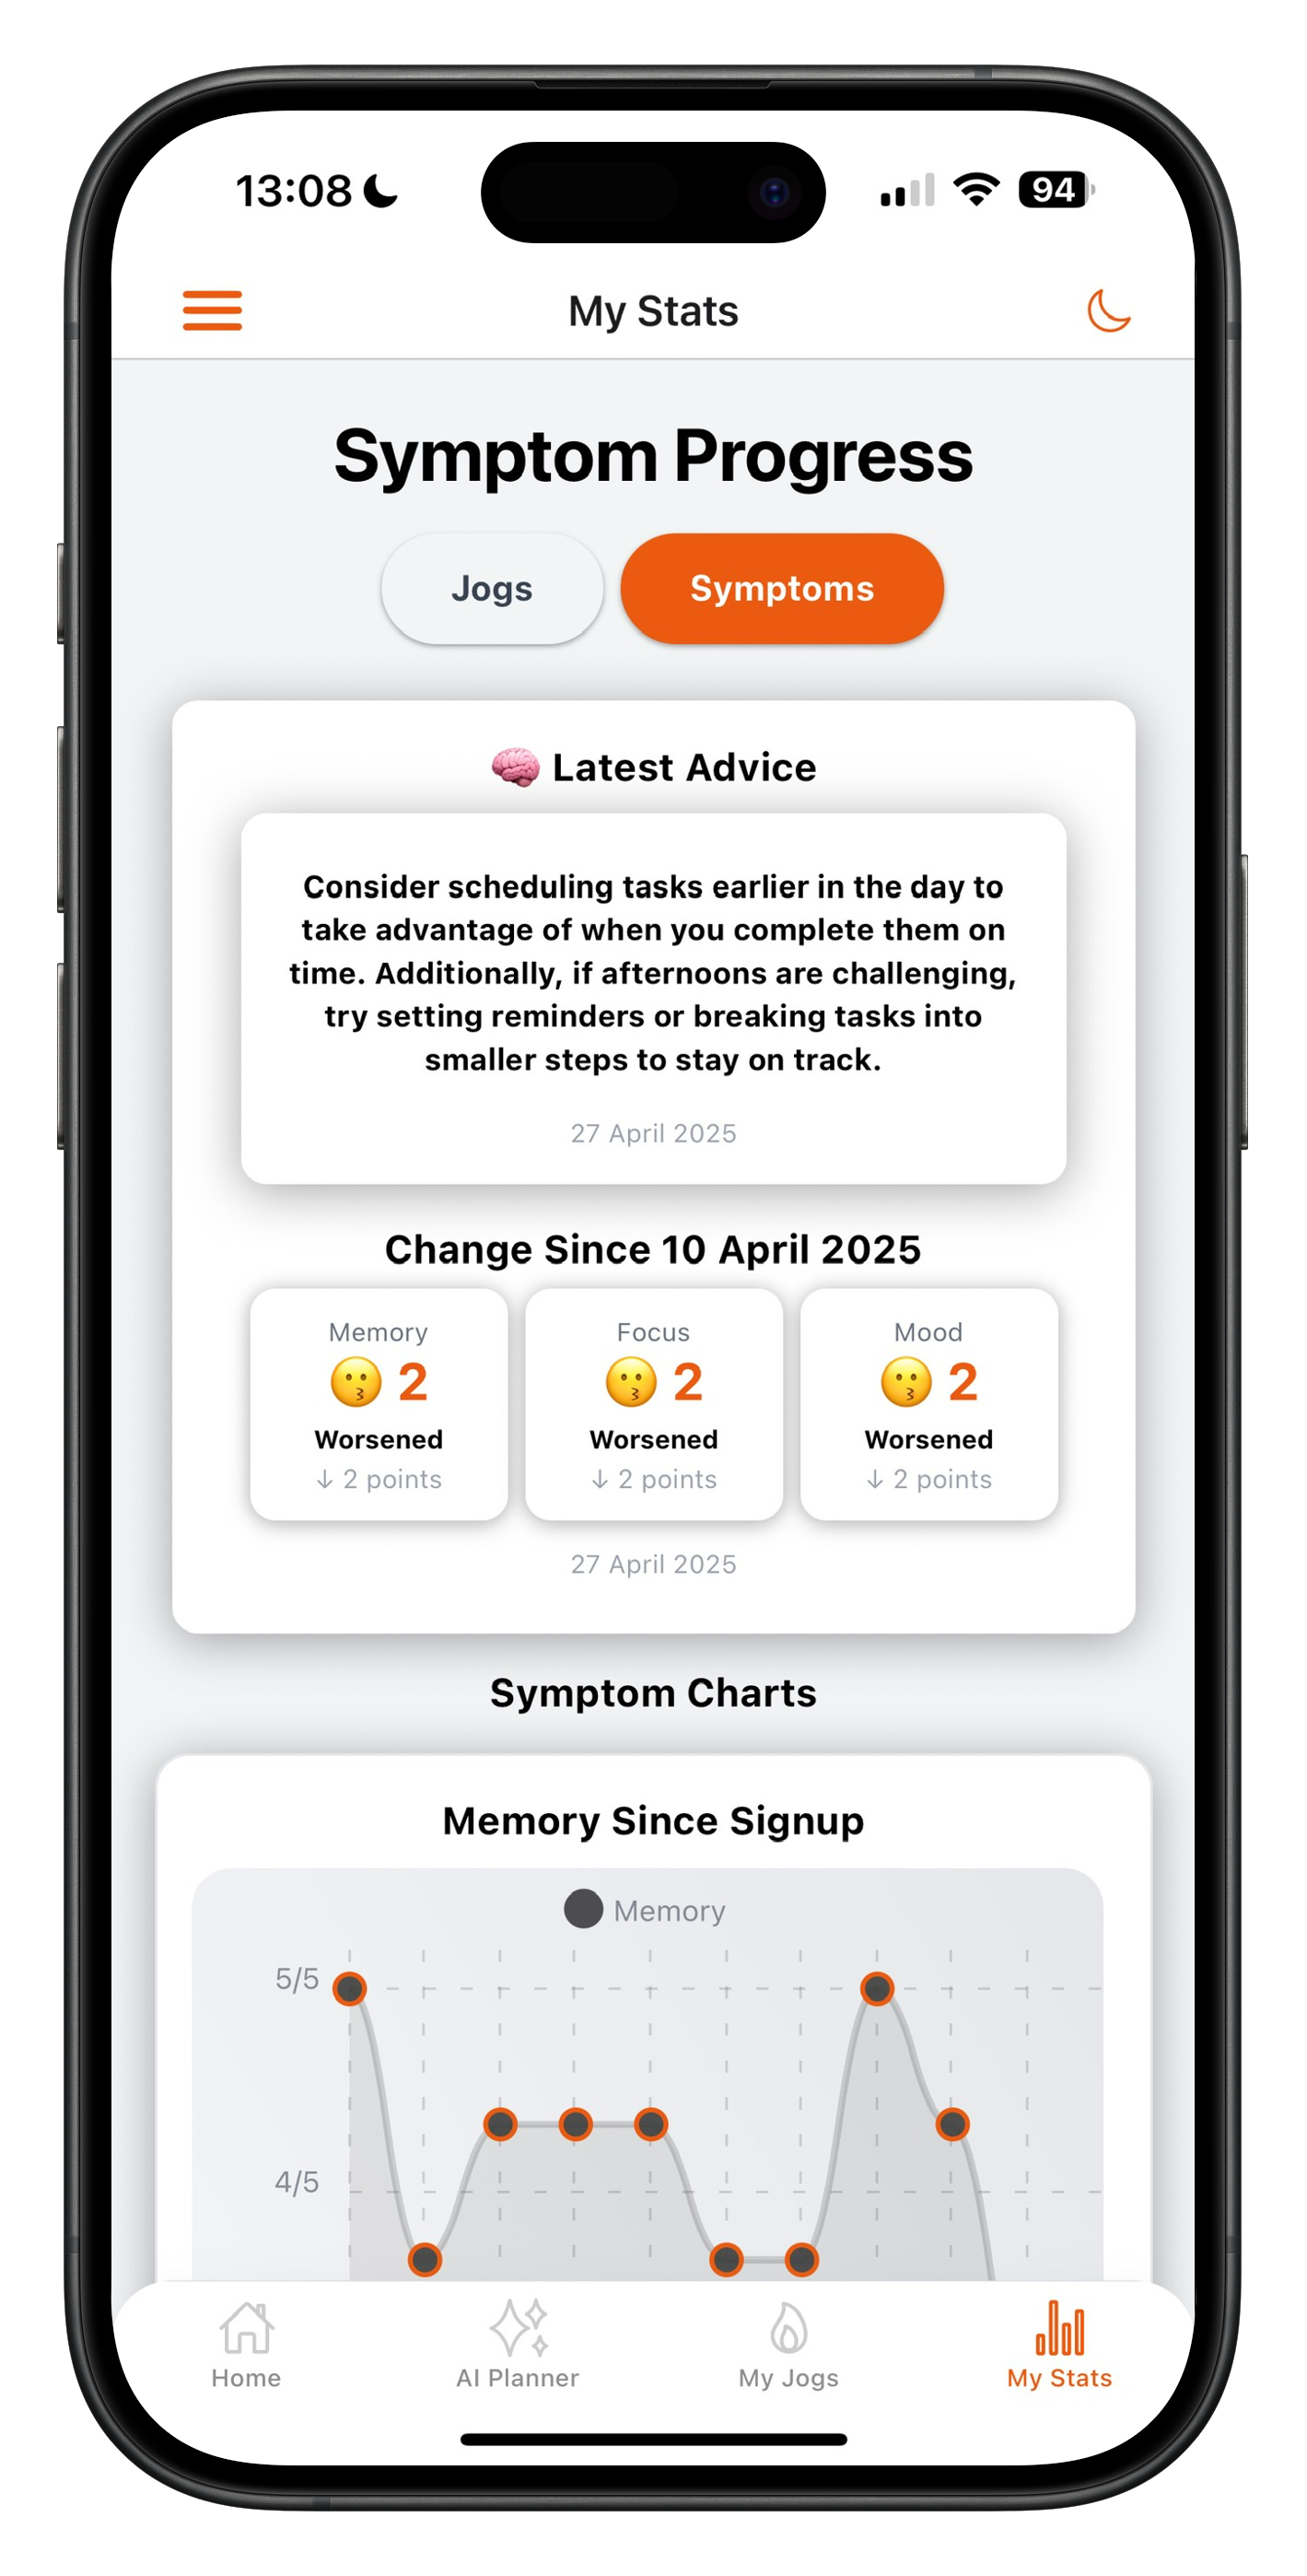 13:08
94
My Stats
Symptom Progress
Jogs
Symptoms
🧠 Latest Advice
Consider scheduling tasks earlier in the day to
take advantage of when you complete them on
time. Additionally, if afternoons are challenging,
try setting reminders or breaking tasks into
smaller steps to stay on track.
27 April 2025
Change Since 10 April 2025
Memory
😗 2
Worsened
↓ 2 points
Focus
😗 2
Worsened
↓ 2 points
Mood
😗 2
Worsened
↓ 2 points
27 April 2025
Symptom Charts
Memory Since Signup
Memory
5/5
4/5
Home
AI Planner
My Jogs
My Stats